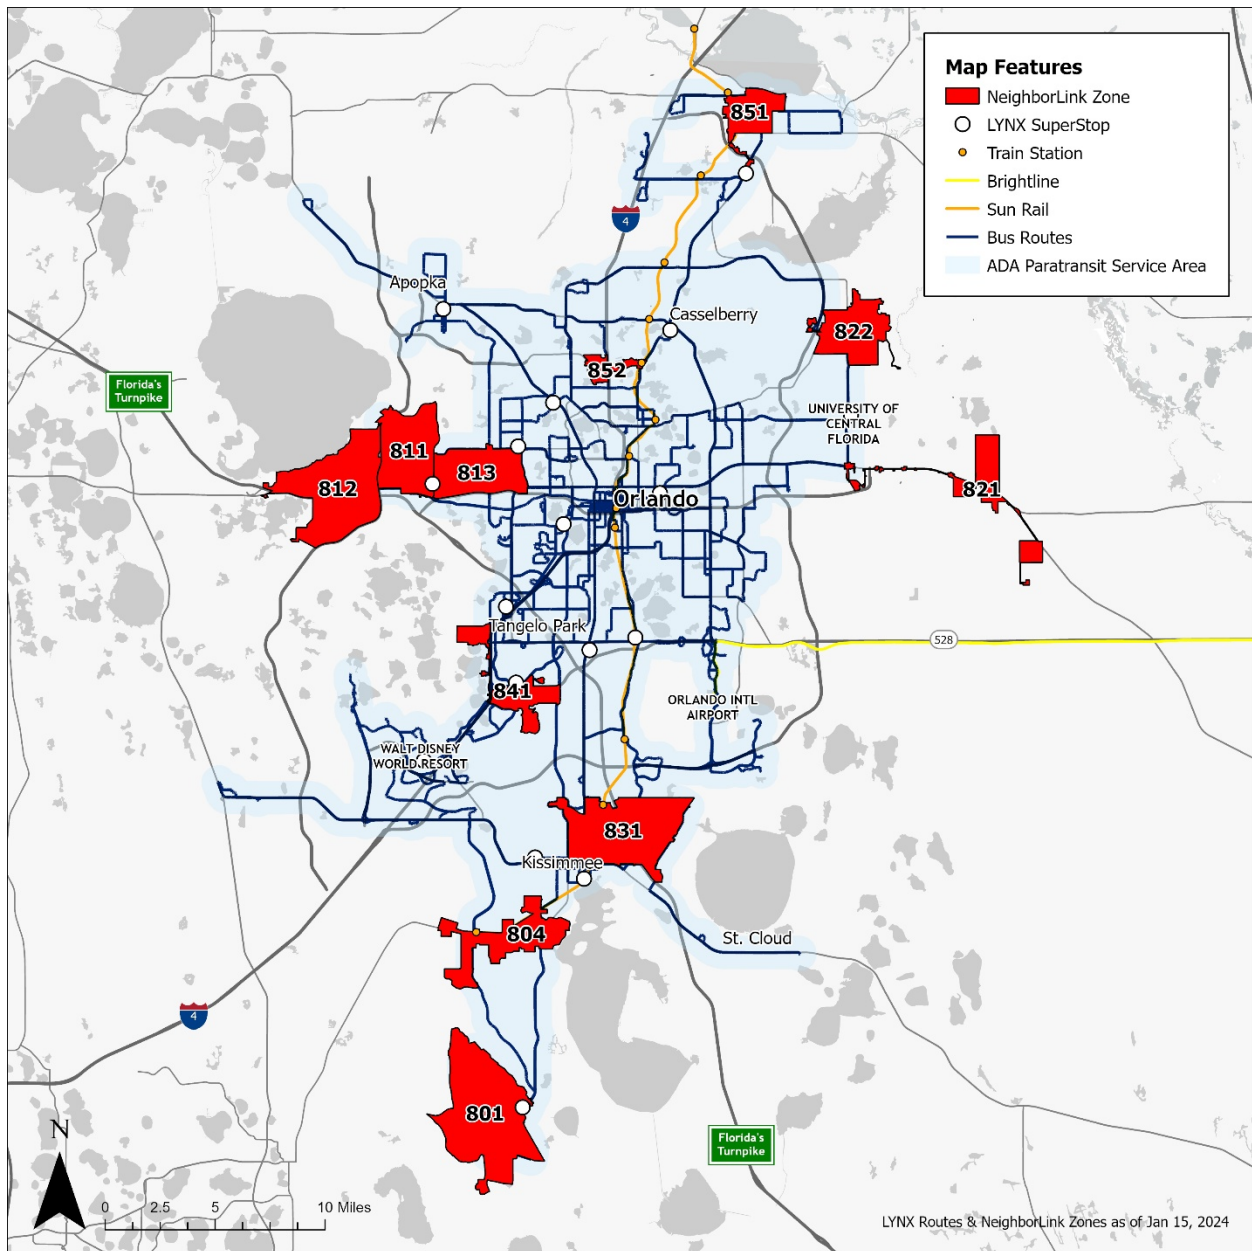 Map Features
NeighborLink Zone
LYNX SuperStop
Train Station
Brightline
Sun Rail
Bus Routes
ADA Paratransit Service Area
851
4
Apopka
Casselberry
822
852
Florida's
Turnpike
UNIVERSITY OF
CENTRAL
FLORIDA
811
813
812
821
Orlando
Tangelo Park
528
841
ORLANDO INTL
AIRPORT
WALT DISNEY
WORLD RESORT
831
Kissimmee
804
St. Cloud
4
801
N
Florida's
Turnpike
0 2.5 5 10 Miles
LYNX Routes & NeighborLink Zones as of Jan 15, 2024